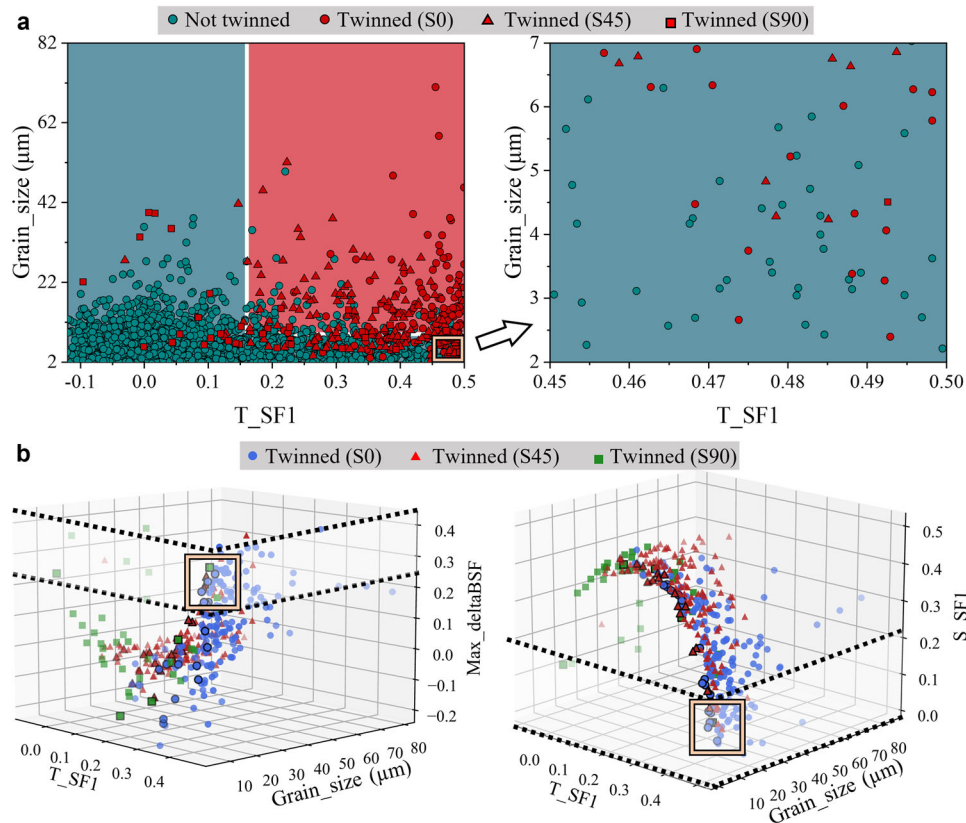 a
Not twinned Twinned (S0) Twinned (S45) Twinned (S90)
82
62
42
22
2
Grain_size (μm)
-0.1 0.0 0.1 0.2 0.3 0.4 0.5
T_SF1
7
6
5
4
3
2
Grain_size (μm)
0.45 0.46 0.47 0.48 0.49 0.50
T_SF1
b
Twinned (S0) Twinned (S45) Twinned (S90)
0.4
0.3
0.2
0.1
0.0
−0.1
−0.2
Max_deltaBSF
0.0 0.1 0.2 0.3 0.4
T_SF1
10 20 30 40 50 60 70 80
Grain_size (μm)
0.5
0.4
0.3
0.2
0.1
0.0
S_SF1
0.0 0.1 0.2 0.3 0.4
T_SF1
10 20 30 40 50 60 70 80
Grain_size (μm)